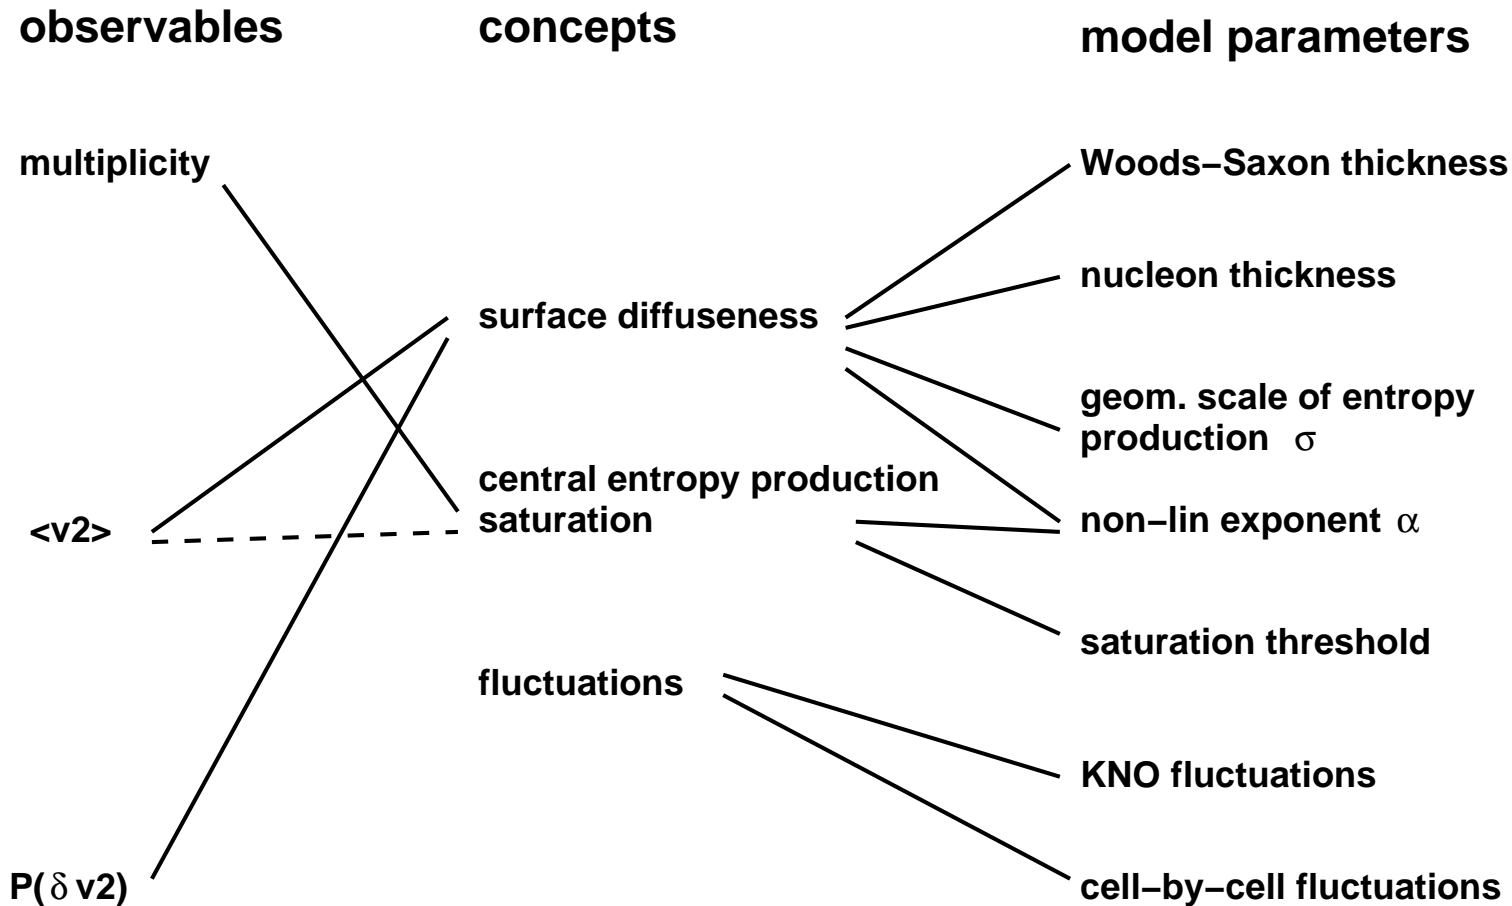 observables
concepts
model parameters
multiplicity
Woods–Saxon thickness
nucleon thickness
surface diffuseness
geom. scale of entropy
production σ
central entropy production
saturation
<v2>
non–lin exponent α
saturation threshold
fluctuations
KNO fluctuations
P(δ v2)
cell–by–cell fluctuations